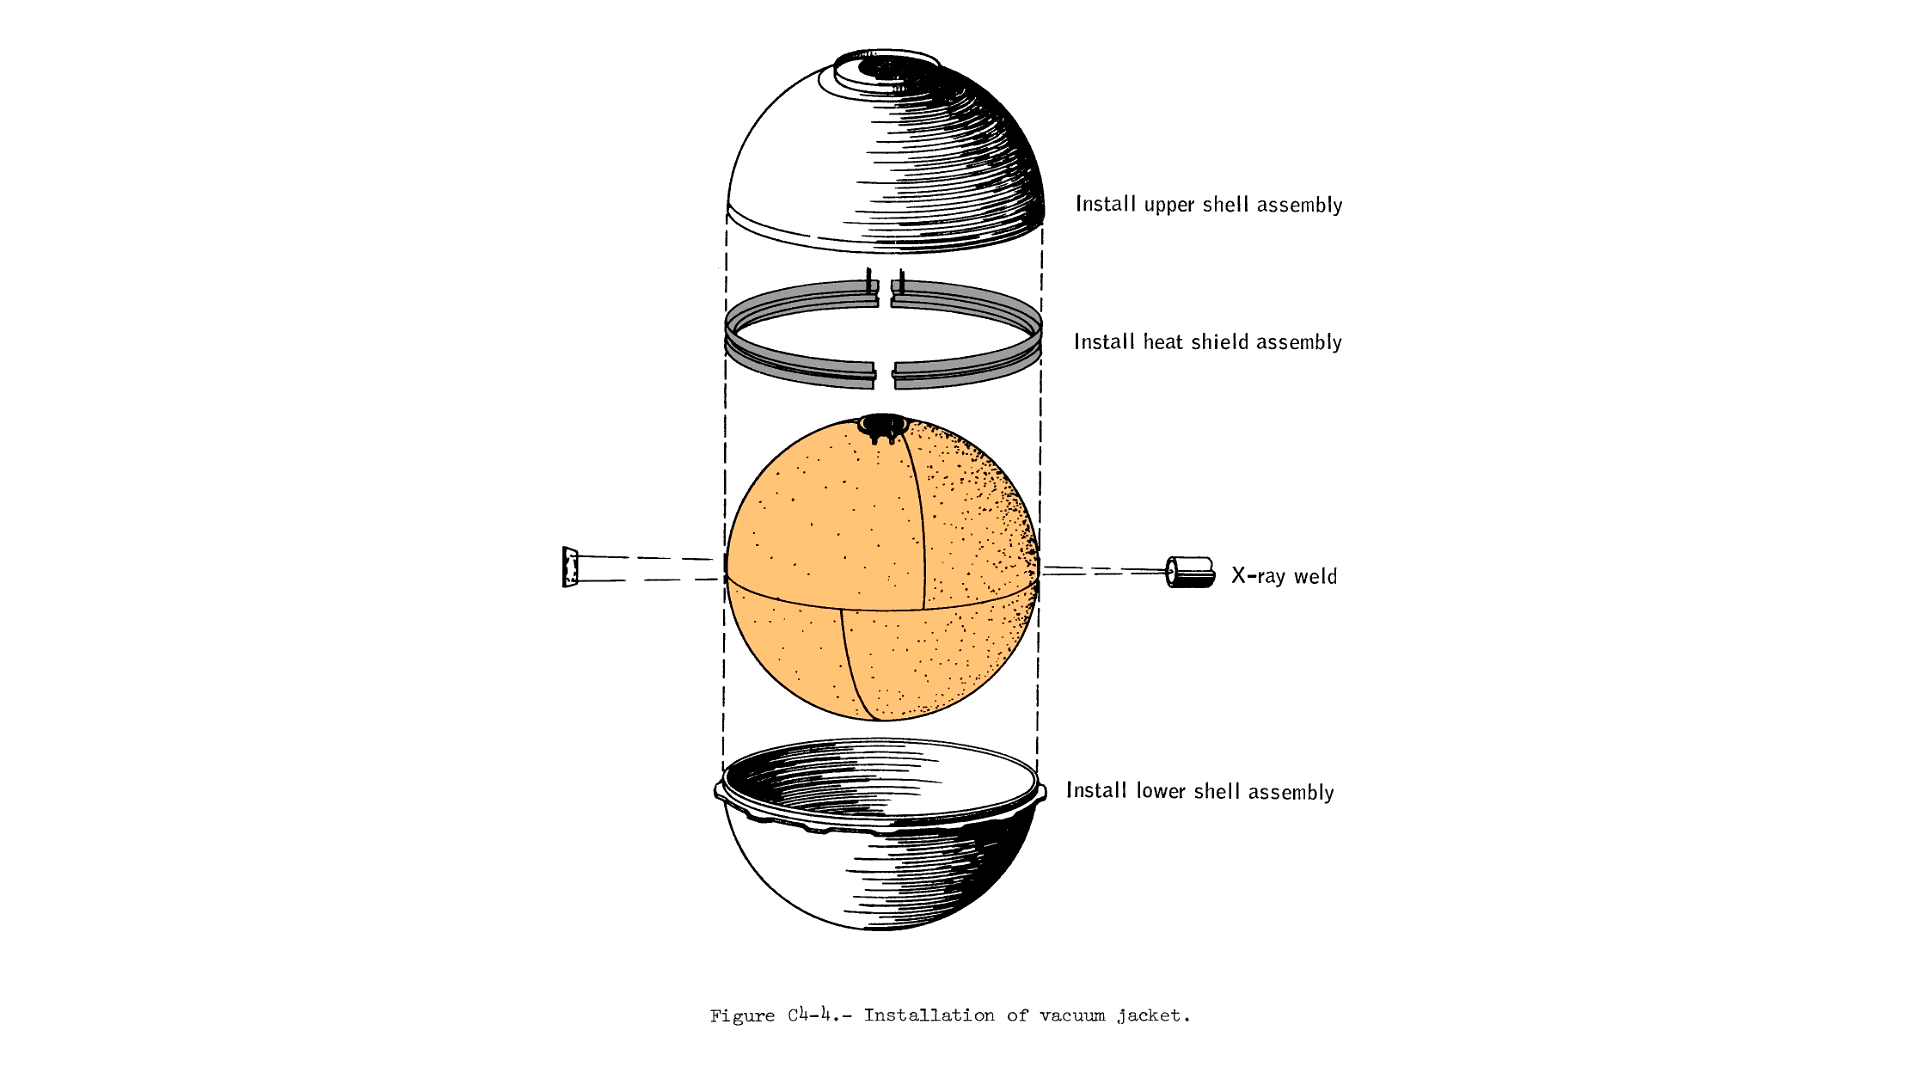 Install upper shell assembly
Install heat shield assembly
X-ray weld
Install lower shell assembly
Figure C4-4.- Installation of vacuum jacket.